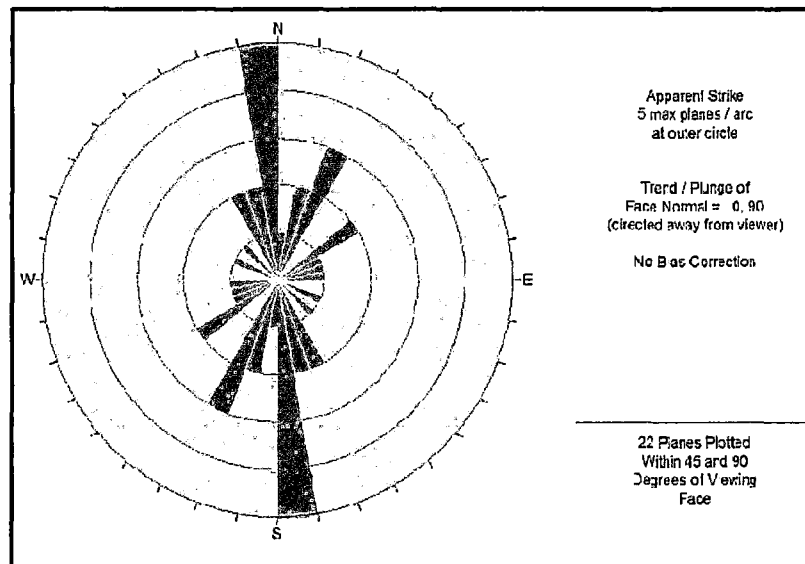 N
Apparent Strike
5 max planes / arc
at outer circle
Trend / Plunge of
Face Normal = 0, 90
(directed away from viewer)
No Bias Correction
W
E
22 Planes Plotted
Within 45 and 90
Degrees of Viewing
Face
S